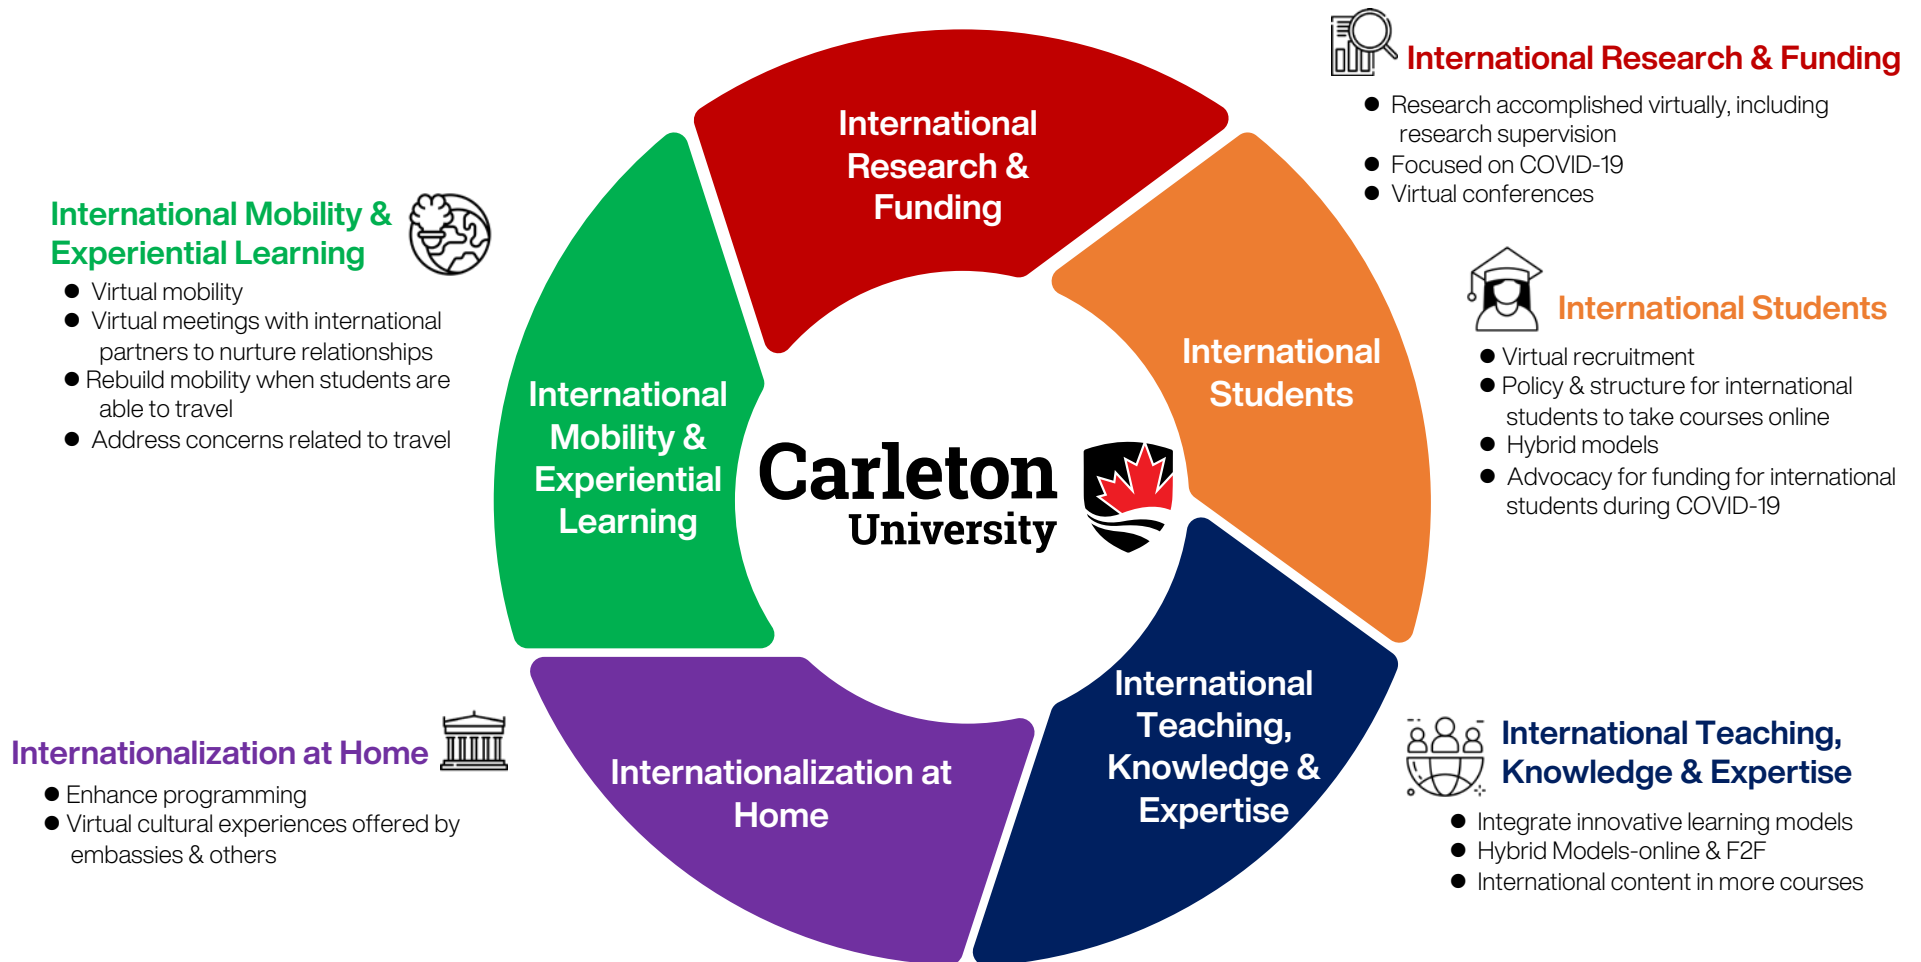 International Research & Funding
● Research accomplished virtually, including
research supervision
● Focused on COVID-19
● Virtual conferences
International
Research &
Funding
International Mobility &
Experiential Learning
● Virtual mobility
● Virtual meetings with international
partners to nurture relationships
● Rebuild mobility when students are
able to travel
● Address concerns related to travel
International Students
● Virtual recruitment
● Policy & structure for international
students to take courses online
● Hybrid models
● Advocacy for funding for international
students during COVID-19
International
Students
International
Mobility &
Experiential
Learning
Carleton
University
International
Teaching,
Knowledge &
Expertise
Internationalization at
Home
Internationalization at Home
● Enhance programming
● Virtual cultural experiences offered by
embassies & others
International Teaching,
Knowledge & Expertise
● Integrate innovative learning models
● Hybrid Models-online & F2F
● International content in more courses